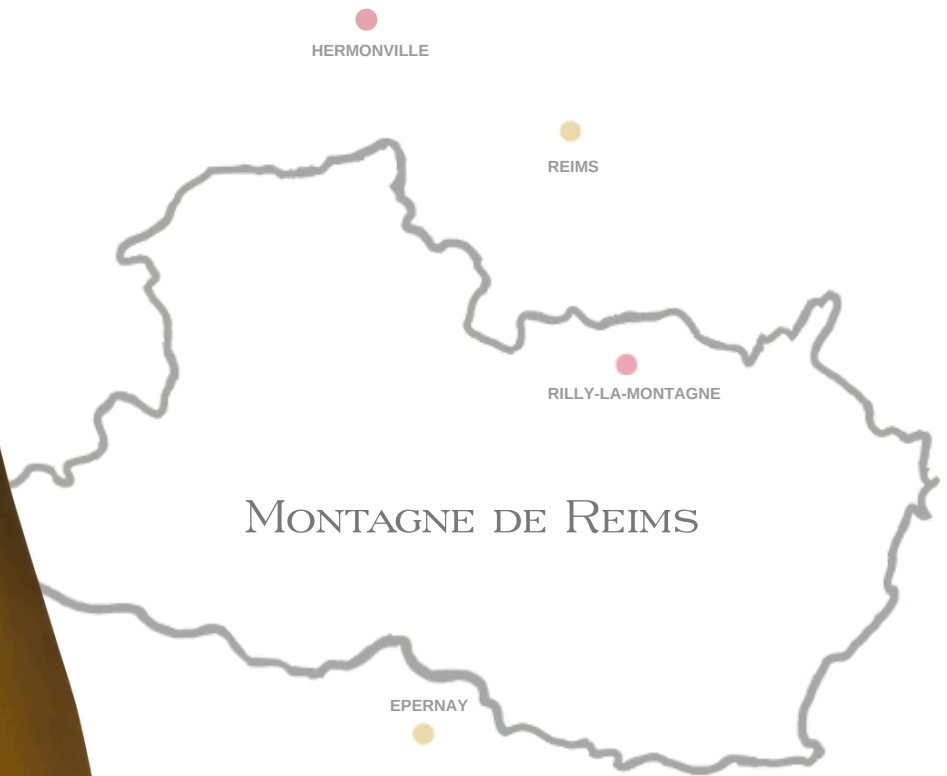 HERMONVILLE
REIMS
RILLY-LA-MONTAGNE
MONTAGNE DE REIMS
EPERNAY